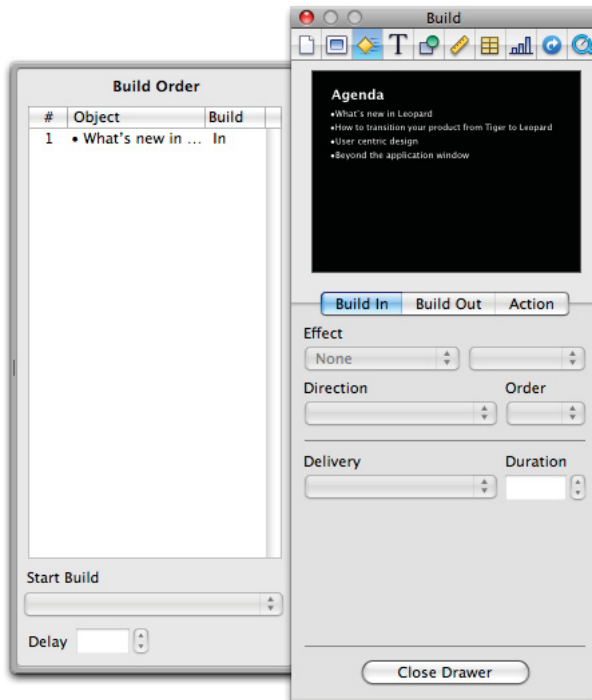 Build
T
Build Order
# Object Build
1 • What's new in ... In
Start Build
Delay
Agenda
•What's new in Leopard
•How to transition your product from Tiger to Leopard
•User centric design
•Beyond the application window
Build In Build Out Action
Effect
None
Direction Order
Delivery Duration
Close Drawer